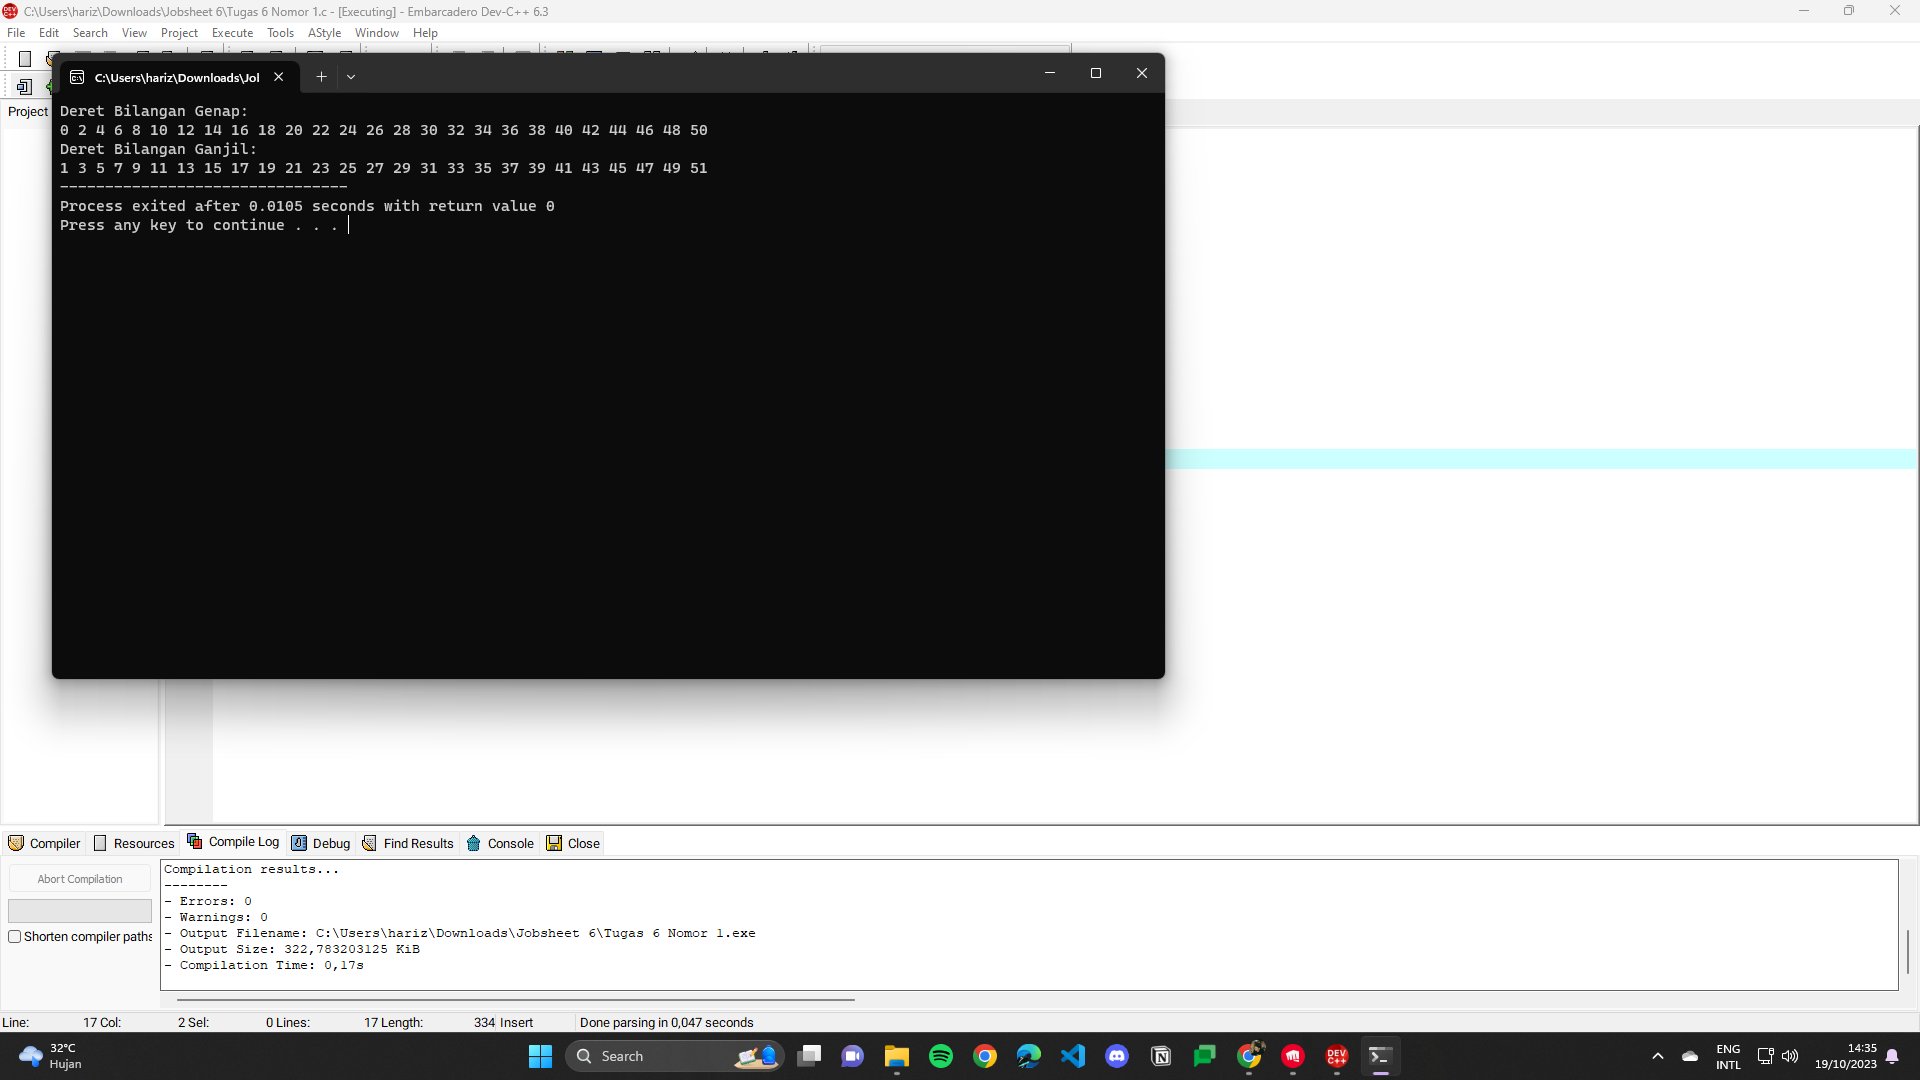 C:\Users\hariz\Downloads\Jobsheet 6\Tugas 6 Nomor 1.c - [Executing] - Embarcadero Dev-C++ 6.3
File Edit Search View Project Execute Tools AStyle Window Help
C:\Users\hariz\Downloads\Jol
Project
Deret Bilangan Genap:
0 2 4 6 8 10 12 14 16 18 20 22 24 26 28 30 32 34 36 38 40 42 44 46 48 50
Deret Bilangan Ganjil:
1 3 5 7 9 11 13 15 17 19 21 23 25 27 29 31 33 35 37 39 41 43 45 47 49 51
--------------------------------
Process exited after 0.0105 seconds with return value 0
Press any key to continue . . .
Compiler Resources Compile Log Debug Find Results Console Close
Abort Compilation
Shorten compiler paths
Compilation results...
--------
- Errors: 0
- Warnings: 0
- Output Filename: C:\Users\hariz\Downloads\Jobsheet 6\Tugas 6 Nomor 1.exe
- Output Size: 322,783203125 KiB
- Compilation Time: 0,17s
Line: 17 Col: 2 Sel: 0 Lines: 17 Length: 334 Insert Done parsing in 0,047 seconds
32°C
Hujan
Search
DEV C++
ENG
INTL
14:35
19/10/2023